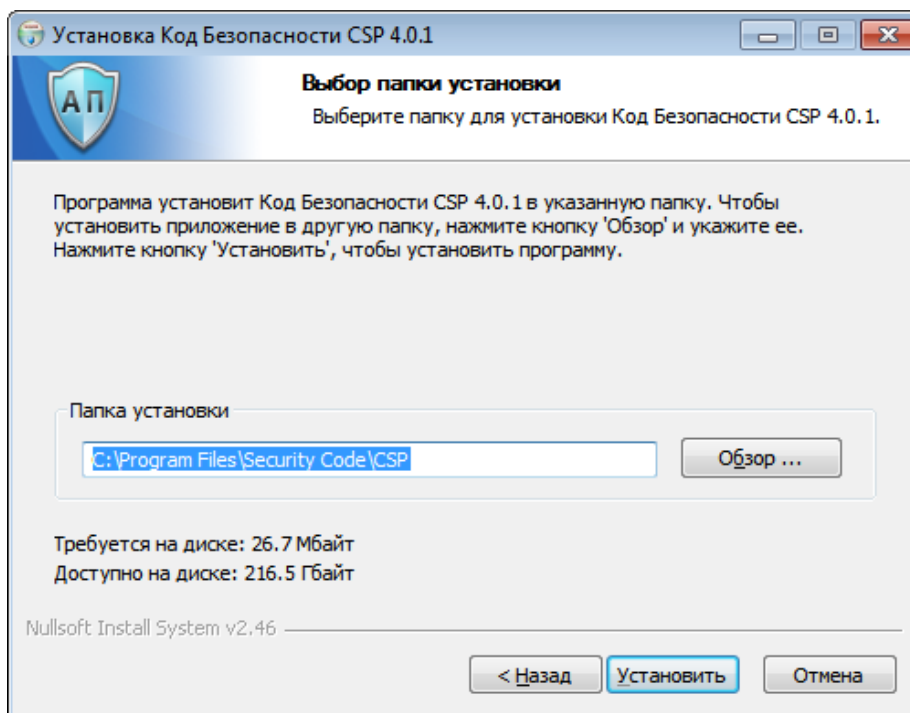 Установка Код Безопасности CSP 4.0.1
АП
Выбор папки установки
Выберите папку для установки Код Безопасности CSP 4.0.1.
Программа установит Код Безопасности CSP 4.0.1 в указанную папку. Чтобы
установить приложение в другую папку, нажмите кнопку 'Обзор' и укажите ее.
Нажмите кнопку 'Установить', чтобы установить программу.
Папка установки
C:\Program Files\Security Code\CSP
Обзор ...
Требуется на диске: 26.7 Мбайт
Доступно на диске: 216.5 Гбайт
Nullsoft Install System v2.46
< Назад
Установить
Отмена